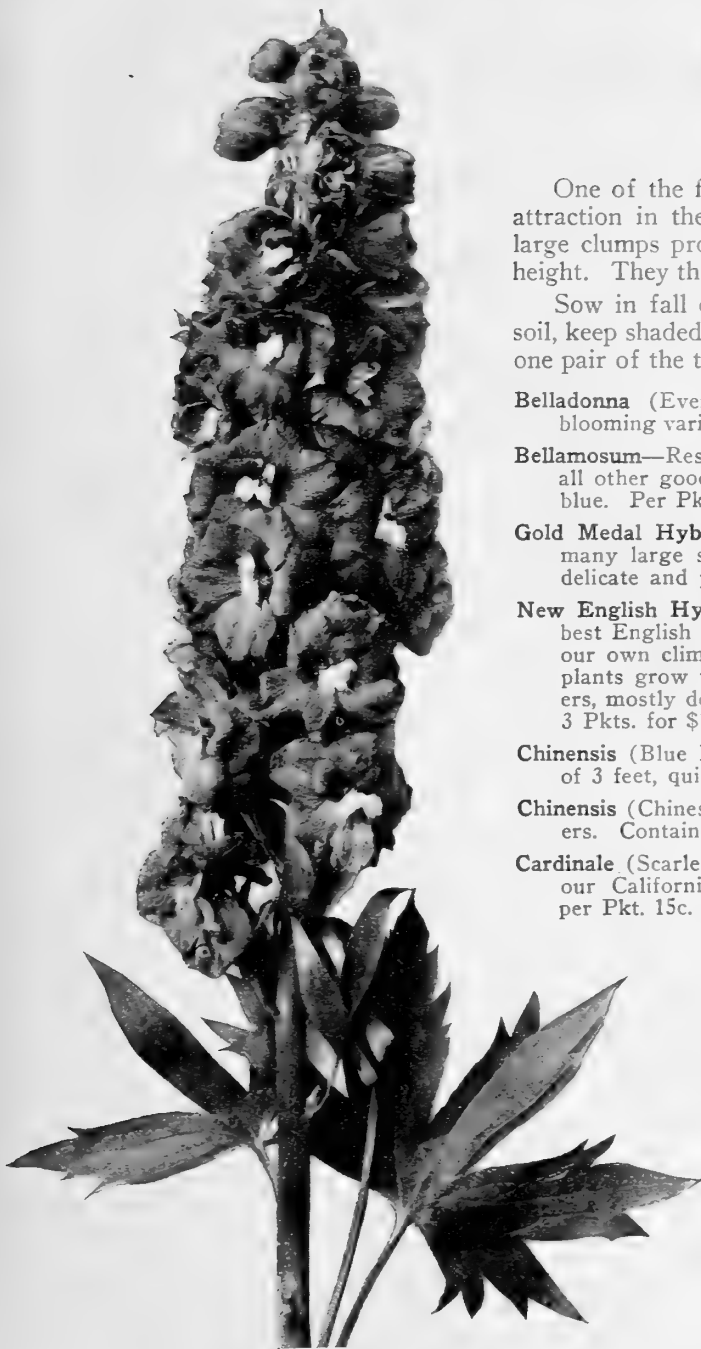 One of the f
attraction in the
large clumps pro
height. They th
Sow in fall
soil, keep shaded
one pair of the t
Belladonna (Eve
blooming vari
Bellamosum—Res
all other good
blue. Per Pk
Gold Medal Hyb
many large s
delicate and
New English Hy
best English
our own clim
plants grow
ers, mostly de
3 Pkts. for $
Chinensis (Blue
of 3 feet, qui
Chinensis (Chines
ers. Contain
Cardinale (Scarle
our Californi
per Pkt. 15c.